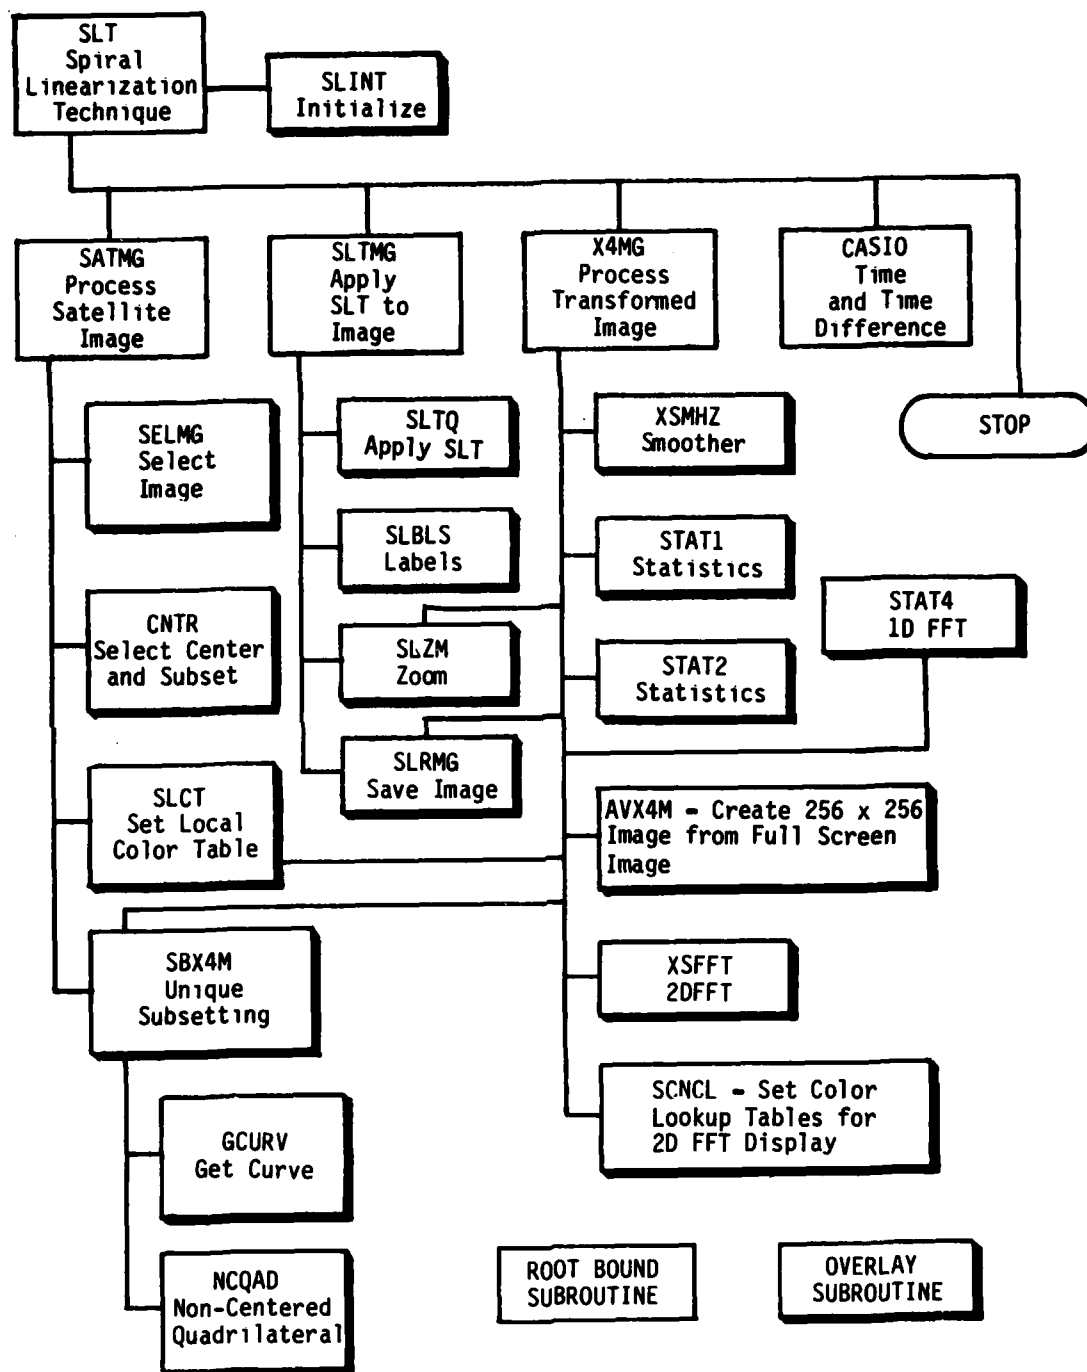 SLT
Spiral
Linearization
Technique
SLINT
Initialize
SATMG
Process
Satellite
Image
SLTMG
Apply
SLT to
Image
X4MG
Process
Transformed
Image
CASIO
Time
and Time
Difference
STOP
SELMG
Select
Image
SLTQ
Apply SLT
XSMHZ
Smoother
SLBLS
Labels
STAT1
Statistics
STAT4
1D FFT
CNTR
Select Center
and Subset
SLZM
Zoom
STAT2
Statistics
SLRMG
Save Image
SLCT
Set Local
Color Table
AVX4M - Create 256 x 256
Image from Full Screen
Image
SBX4M
Unique
Subsetting
XSFFT
2DFFT
SCNCL - Set Color
Lookup Tables for
2D FFT Display
GCURV
Get Curve
NCQAD
Non-Centered
Quadrilateral
ROOT BOUND
SUBROUTINE
OVERLAY
SUBROUTINE